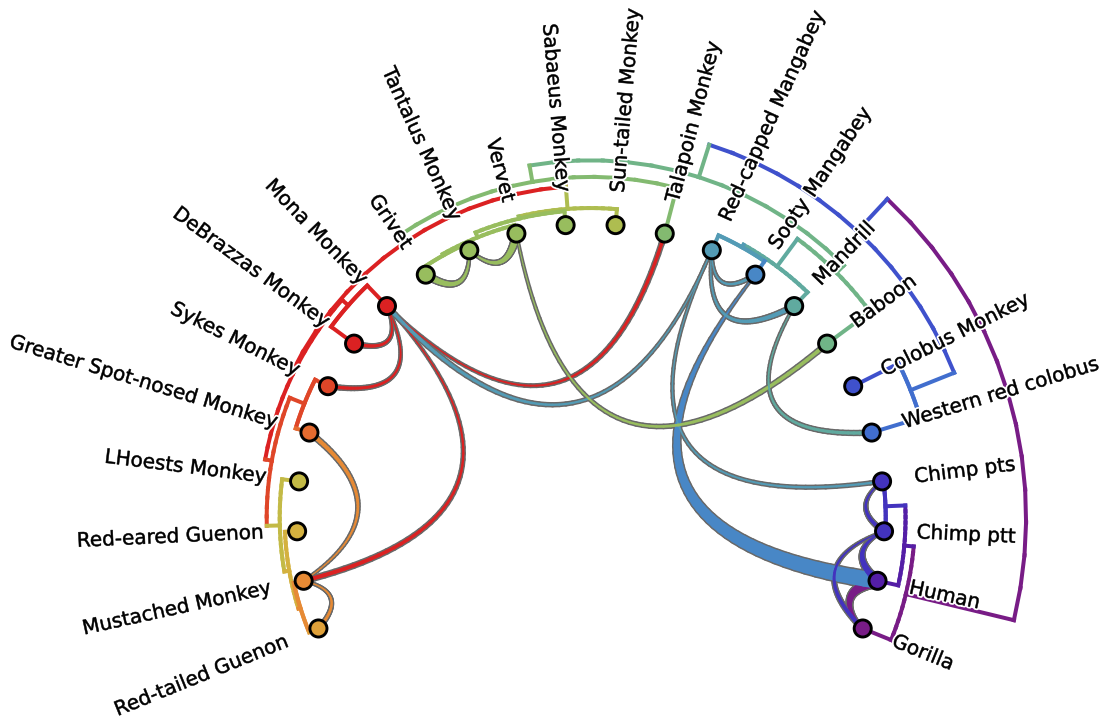 Red-tailed Guenon
Mustached Monkey
Red-eared Guenon
LHoests Monkey
Greater Spot-nosed Monkey
Sykes Monkey
DeBrazzas Monkey
Mona Monkey
Grivet
Tantalus Monkey
Vervet
Sabaeus Monkey
Sun-tailed Monkey
Talapoin Monkey
Red-capped Mangabey
Sooty Mangabey
Mandrill
Baboon
Colobus Monkey
Western red colobus
Chimp pts
Chimp ptt
Human
Gorilla